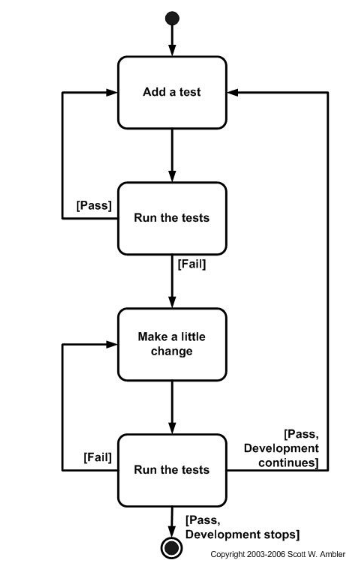 Add a test
[Pass]
Run the tests
[Fail]
Make a little
change
[Fail]
Run the tests
[Pass,
Development
continues]
[Pass,
Development stops]
Copyright 2003-2006 Scott W. Ambler